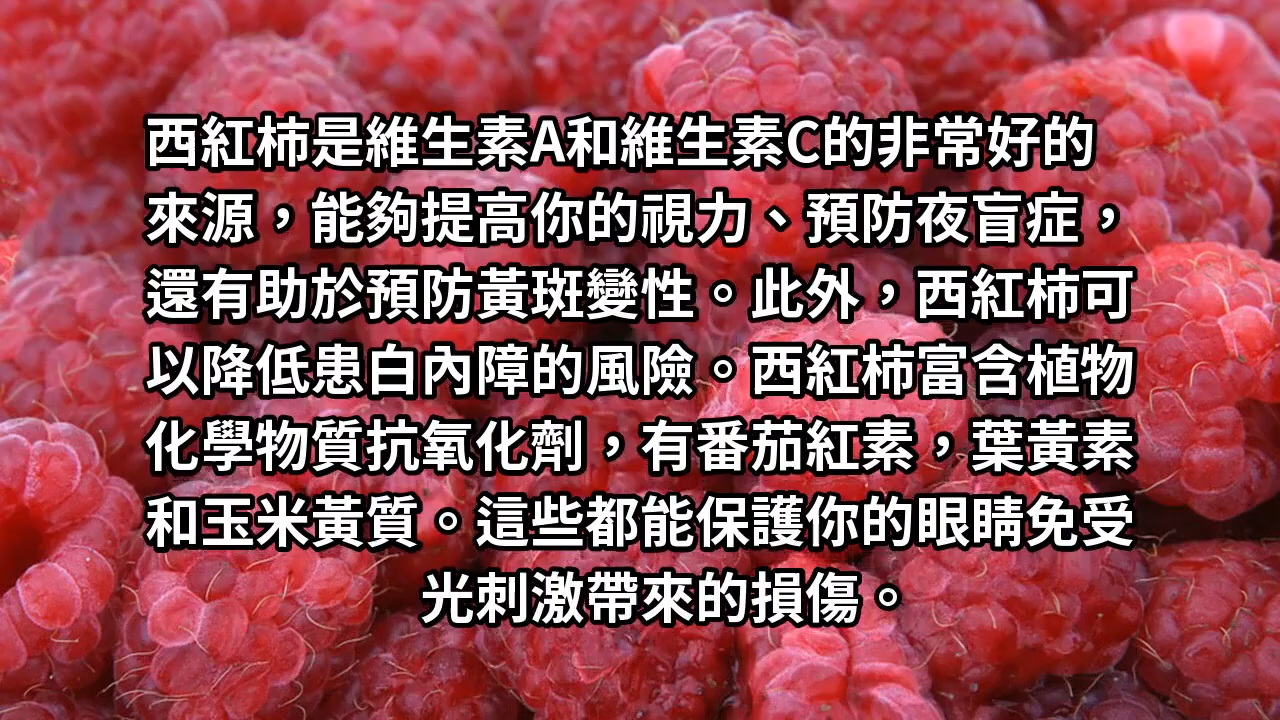 西紅柿是維生素A和維生素C的非常好的
來源，能夠提高你的視力、預防夜盲症，
還有助於預防黃斑變性。此外，西紅柿可
以降低患白內障的風險。西紅柿富含植物
化學物質抗氧化劑，有番茄紅素，葉黃素
和玉米黃質。這些都能保護你的眼睛免受
光刺激帶來的損傷。